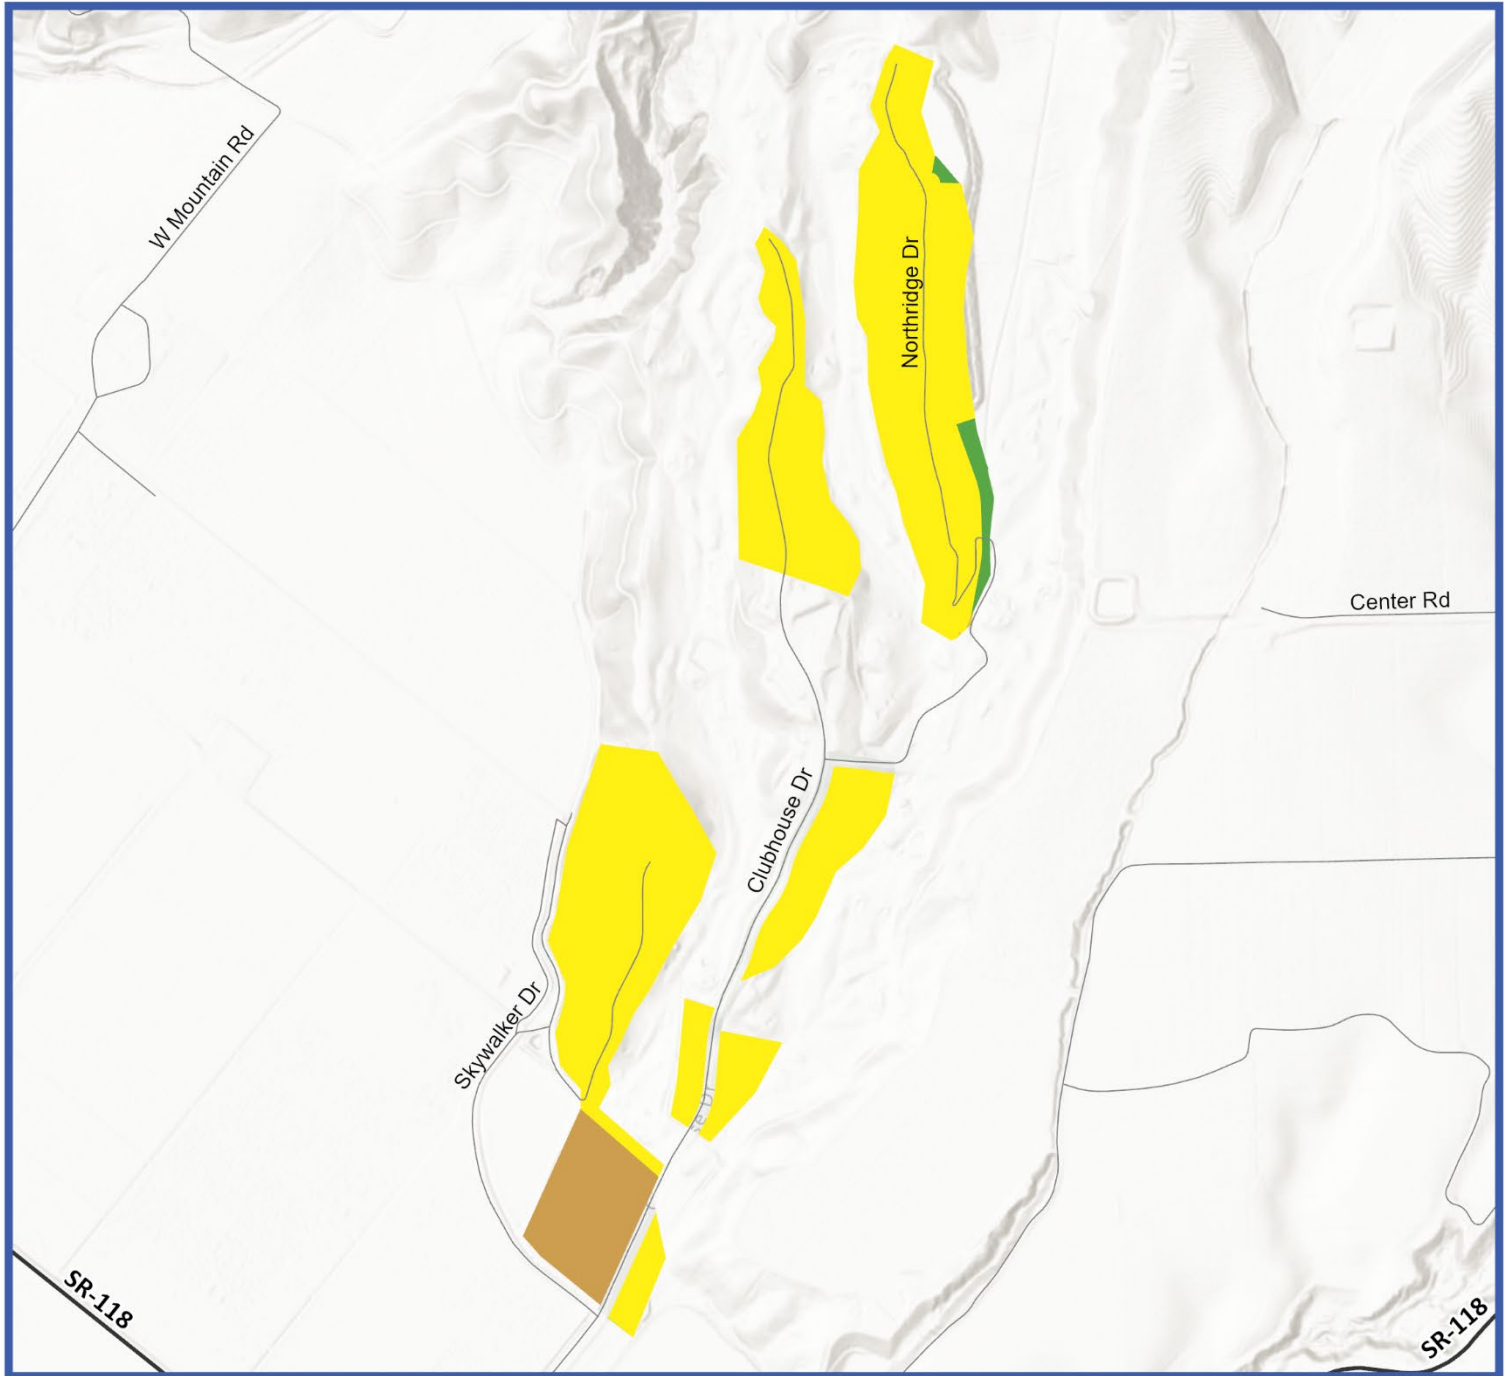 W Mountain Rd
Northridge Dr
Center Rd
Clubhouse Dr
Skywalker Dr
SR-118
SR-118